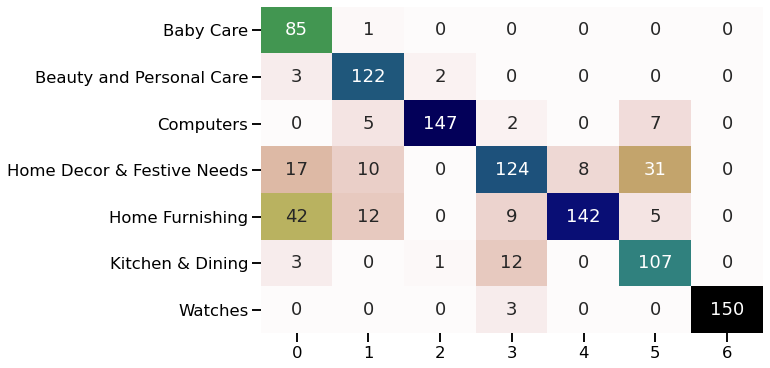 Baby Care 85 1 0 0 0 0 0
Beauty and Personal Care 3 122 2 0 0 0 0
Computers 0 5 147 2 0 7 0
Home Decor & Festive Needs 17 10 0 124 8 31 0
Home Furnishing 42 12 0 9 142 5 0
Kitchen & Dining 3 0 1 12 0 107 0
Watches 0 0 0 3 0 0 150
0 1 2 3 4 5 6